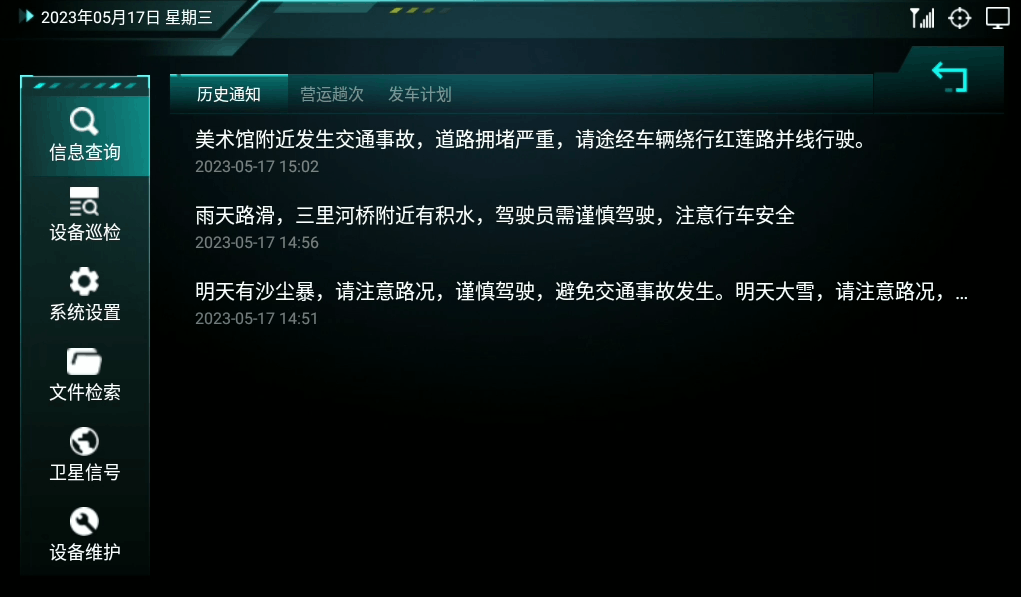 2023年05月17日 星期三
信息查询
设备巡检
系统设置
文件检索
卫星信号
设备维护
历史通知 营运趟次 发车计划
美术馆附近发生交通事故，道路拥堵严重，请途经车辆绕行红莲路并线行驶。
2023-05-17 15:02
雨天路滑，三里河桥附近有积水，驾驶员需谨慎驾驶，注意行车安全
2023-05-17 14:56
明天有沙尘暴，请注意路况，谨慎驾驶，避免交通事故发生。明天大雪，请注意路况，...
2023-05-17 14:51